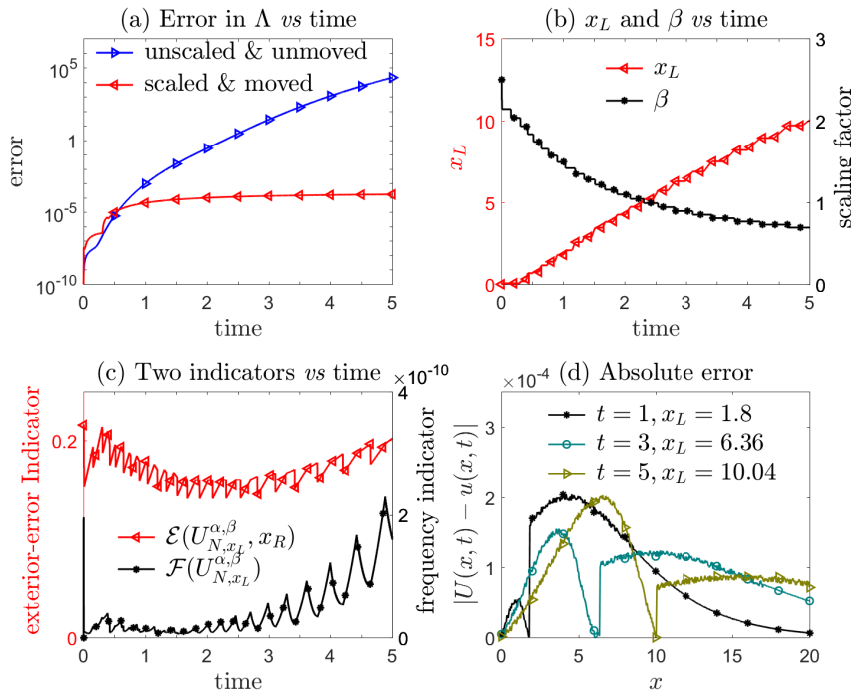 (a) Error in Λ vs time
10^5
1
10^-5
10^-10
error
unscaled & unmoved
scaled & moved
0 1 2 3 4 5
time
(b) x_L and β vs time
15
10
5
0
x_L
x_L
β
3
2
1
0
scaling factor
0 1 2 3 4 5
time
(c) Two indicators vs time
×10^-10
0.2
0
exterior-error Indicator
ℰ(U_{N,x_L}^{α,β}, x_R)
ℱ(U_{N,x_L}^{α,β})
4
2
0
frequency indicator
0 1 2 3 4 5
time
×10^-4
(d) Absolute error
3
2
1
0
|U(x, t) − u(x, t)|
t = 1, x_L = 1.8
t = 3, x_L = 6.36
t = 5, x_L = 10.04
0 5 10 15 20
x